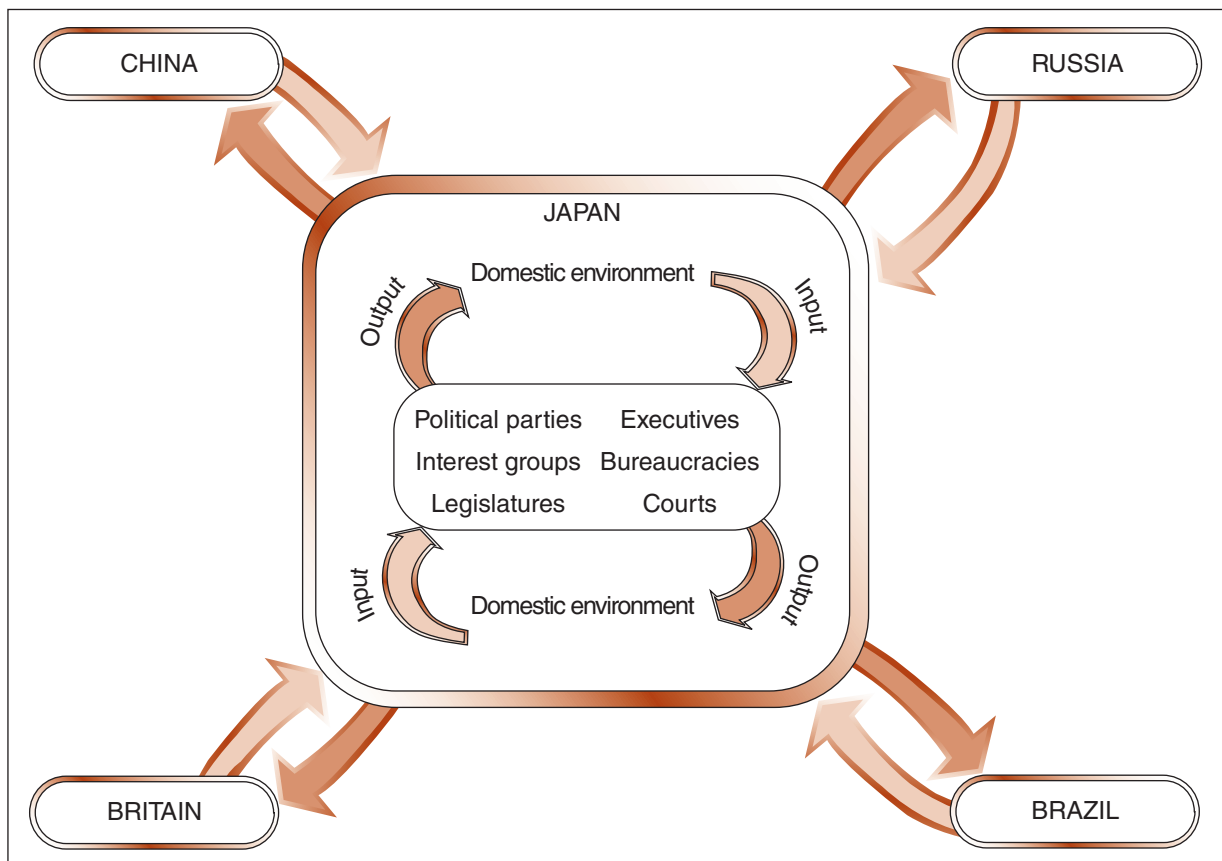 CHINA
RUSSIA
JAPAN
Domestic environment
Output
Input
Political parties Executives
Interest groups Bureaucracies
Legislatures Courts
Input
Output
Domestic environment
BRITAIN
BRAZIL